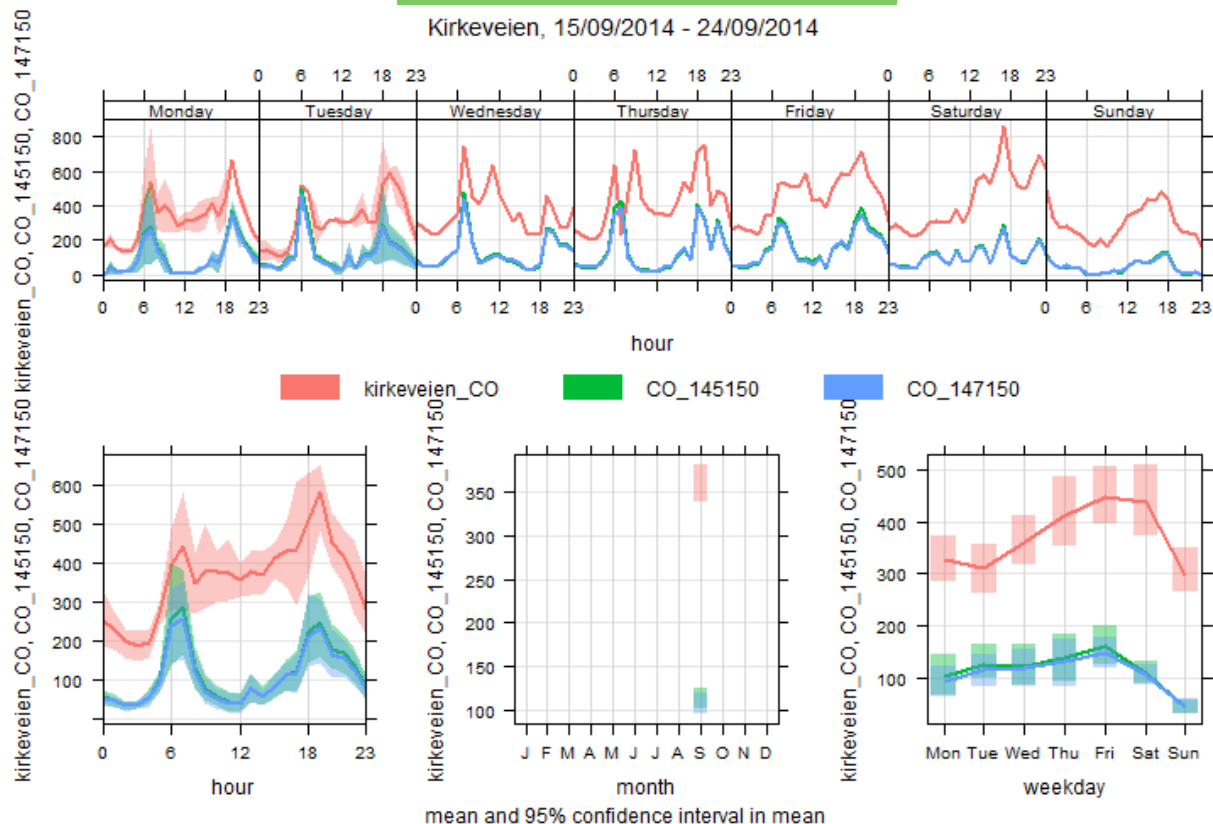 Kirkeveien, 15/09/2014 - 24/09/2014
kirkeveien_CO, CO_145150, CO_147150
0 6 12 18 23 0 6 12 18 23 0 6 12 18 23
Monday Tuesday Wednesday Thursday Friday Saturday Sunday
800
600
400
200
0
0 6 12 18 23 0 6 12 18 23 0 6 12 18 23 0 6 12 18 23
hour
kirkeveien_CO CO_145150 CO_147150
kirkeveien_CO, CO_145150, CO_147150
600
500
400
300
200
100
0 6 12 18 23
hour
kirkeveien_CO, CO_145150, CO_147150
350
300
250
200
150
100
J F M A M J J A S O N D
month
kirkeveien_CO, CO_145150, CO_147150
500
400
300
200
100
Mon Tue Wed Thu Fri Sat Sun
weekday
mean and 95% confidence interval in mean